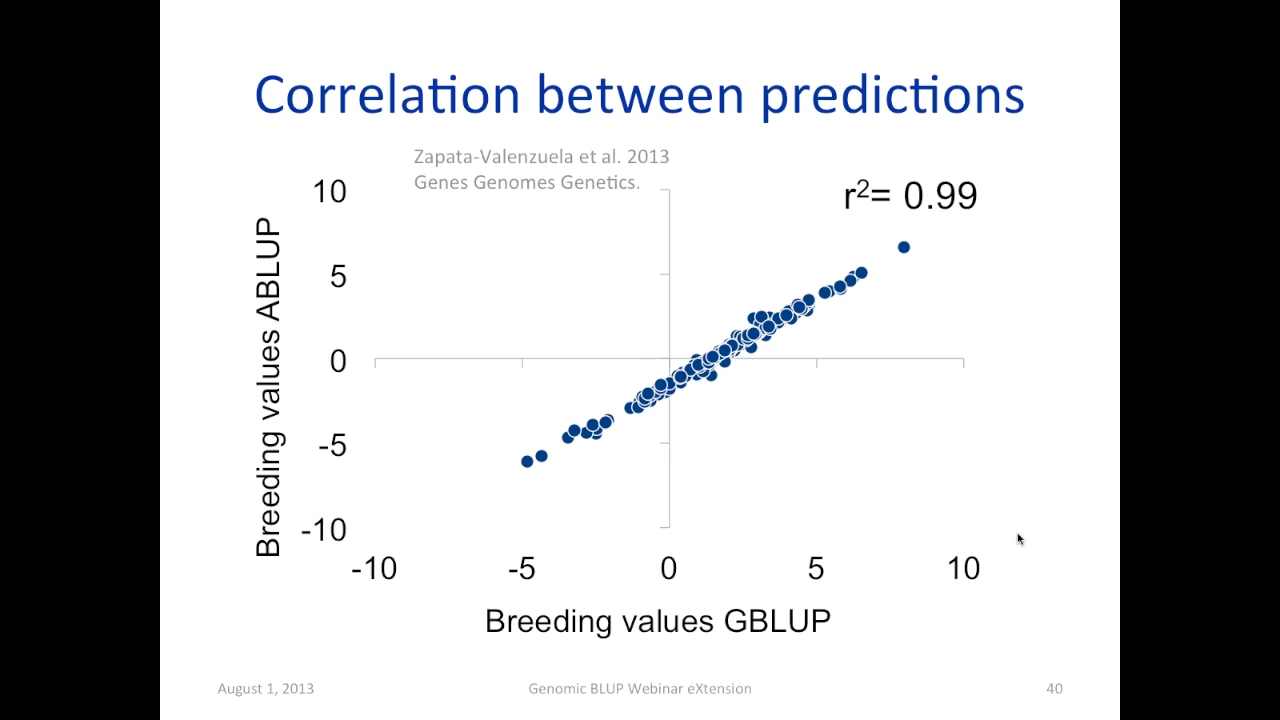 Correlation between predictions
Zapata-Valenzuela et al. 2013
Genes Genomes Genetics.
r²= 0.99
Breeding values ABLUP
10
5
0
-5
-10
-10 -5 0 5 10
Breeding values GBLUP
August 1, 2013 Genomic BLUP Webinar eXtension 40